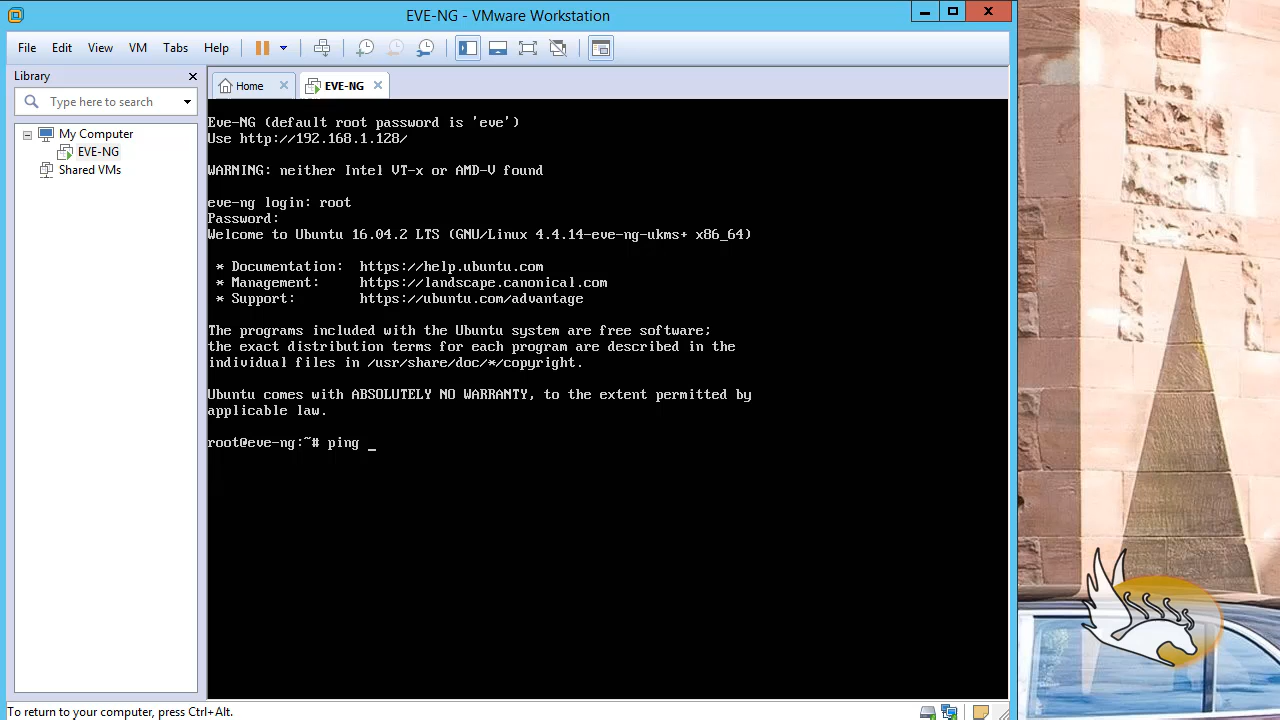 EVE-NG - VMware Workstation
File Edit View VM Tabs Help
Library
Type here to search
My Computer
EVE-NG
Shared VMs
Home EVE-NG
Eve-NG (default root password is 'eve')
Use http://192.168.1.128/
WARNING: neither Intel VT-x or AMD-V found
eve-ng login: root
Password:
Welcome to Ubuntu 16.04.2 LTS (GNU/Linux 4.4.14-eve-ng-ukms+ x86_64)
* Documentation: https://help.ubuntu.com
* Management: https://landscape.canonical.com
* Support: https://ubuntu.com/advantage
The programs included with the Ubuntu system are free software;
the exact distribution terms for each program are described in the
individual files in /usr/share/doc/*/copyright.
Ubuntu comes with ABSOLUTELY NO WARRANTY, to the extent permitted by
applicable law.
root@eve-ng:~# ping _
To return to your computer, press Ctrl+Alt.